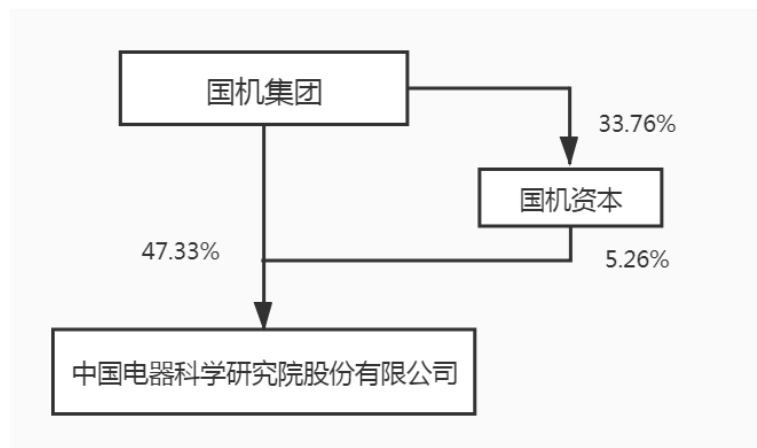 国机集团
33.76%
国机资本
47.33%
5.26%
中国电器科学研究院股份有限公司